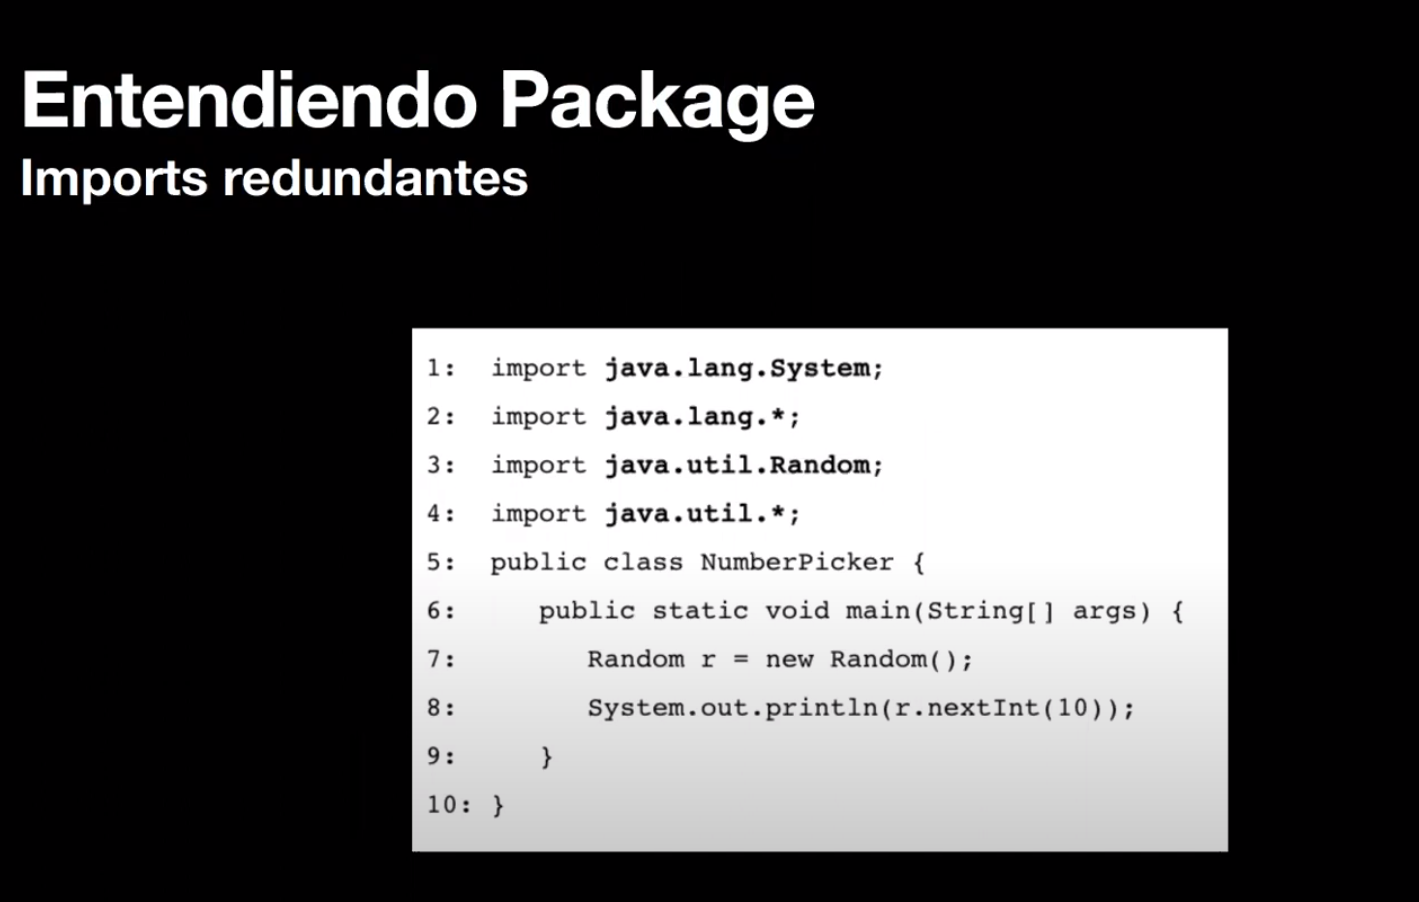 Entendiendo Package
Imports redundantes
1: import java.lang.System;
2: import java.lang.*;
3: import java.util.Random;
4: import java.util.*;
5: public class NumberPicker {
6: public static void main(String[] args) {
7: Random r = new Random();
8: System.out.println(r.nextInt(10));
9: }
10: }